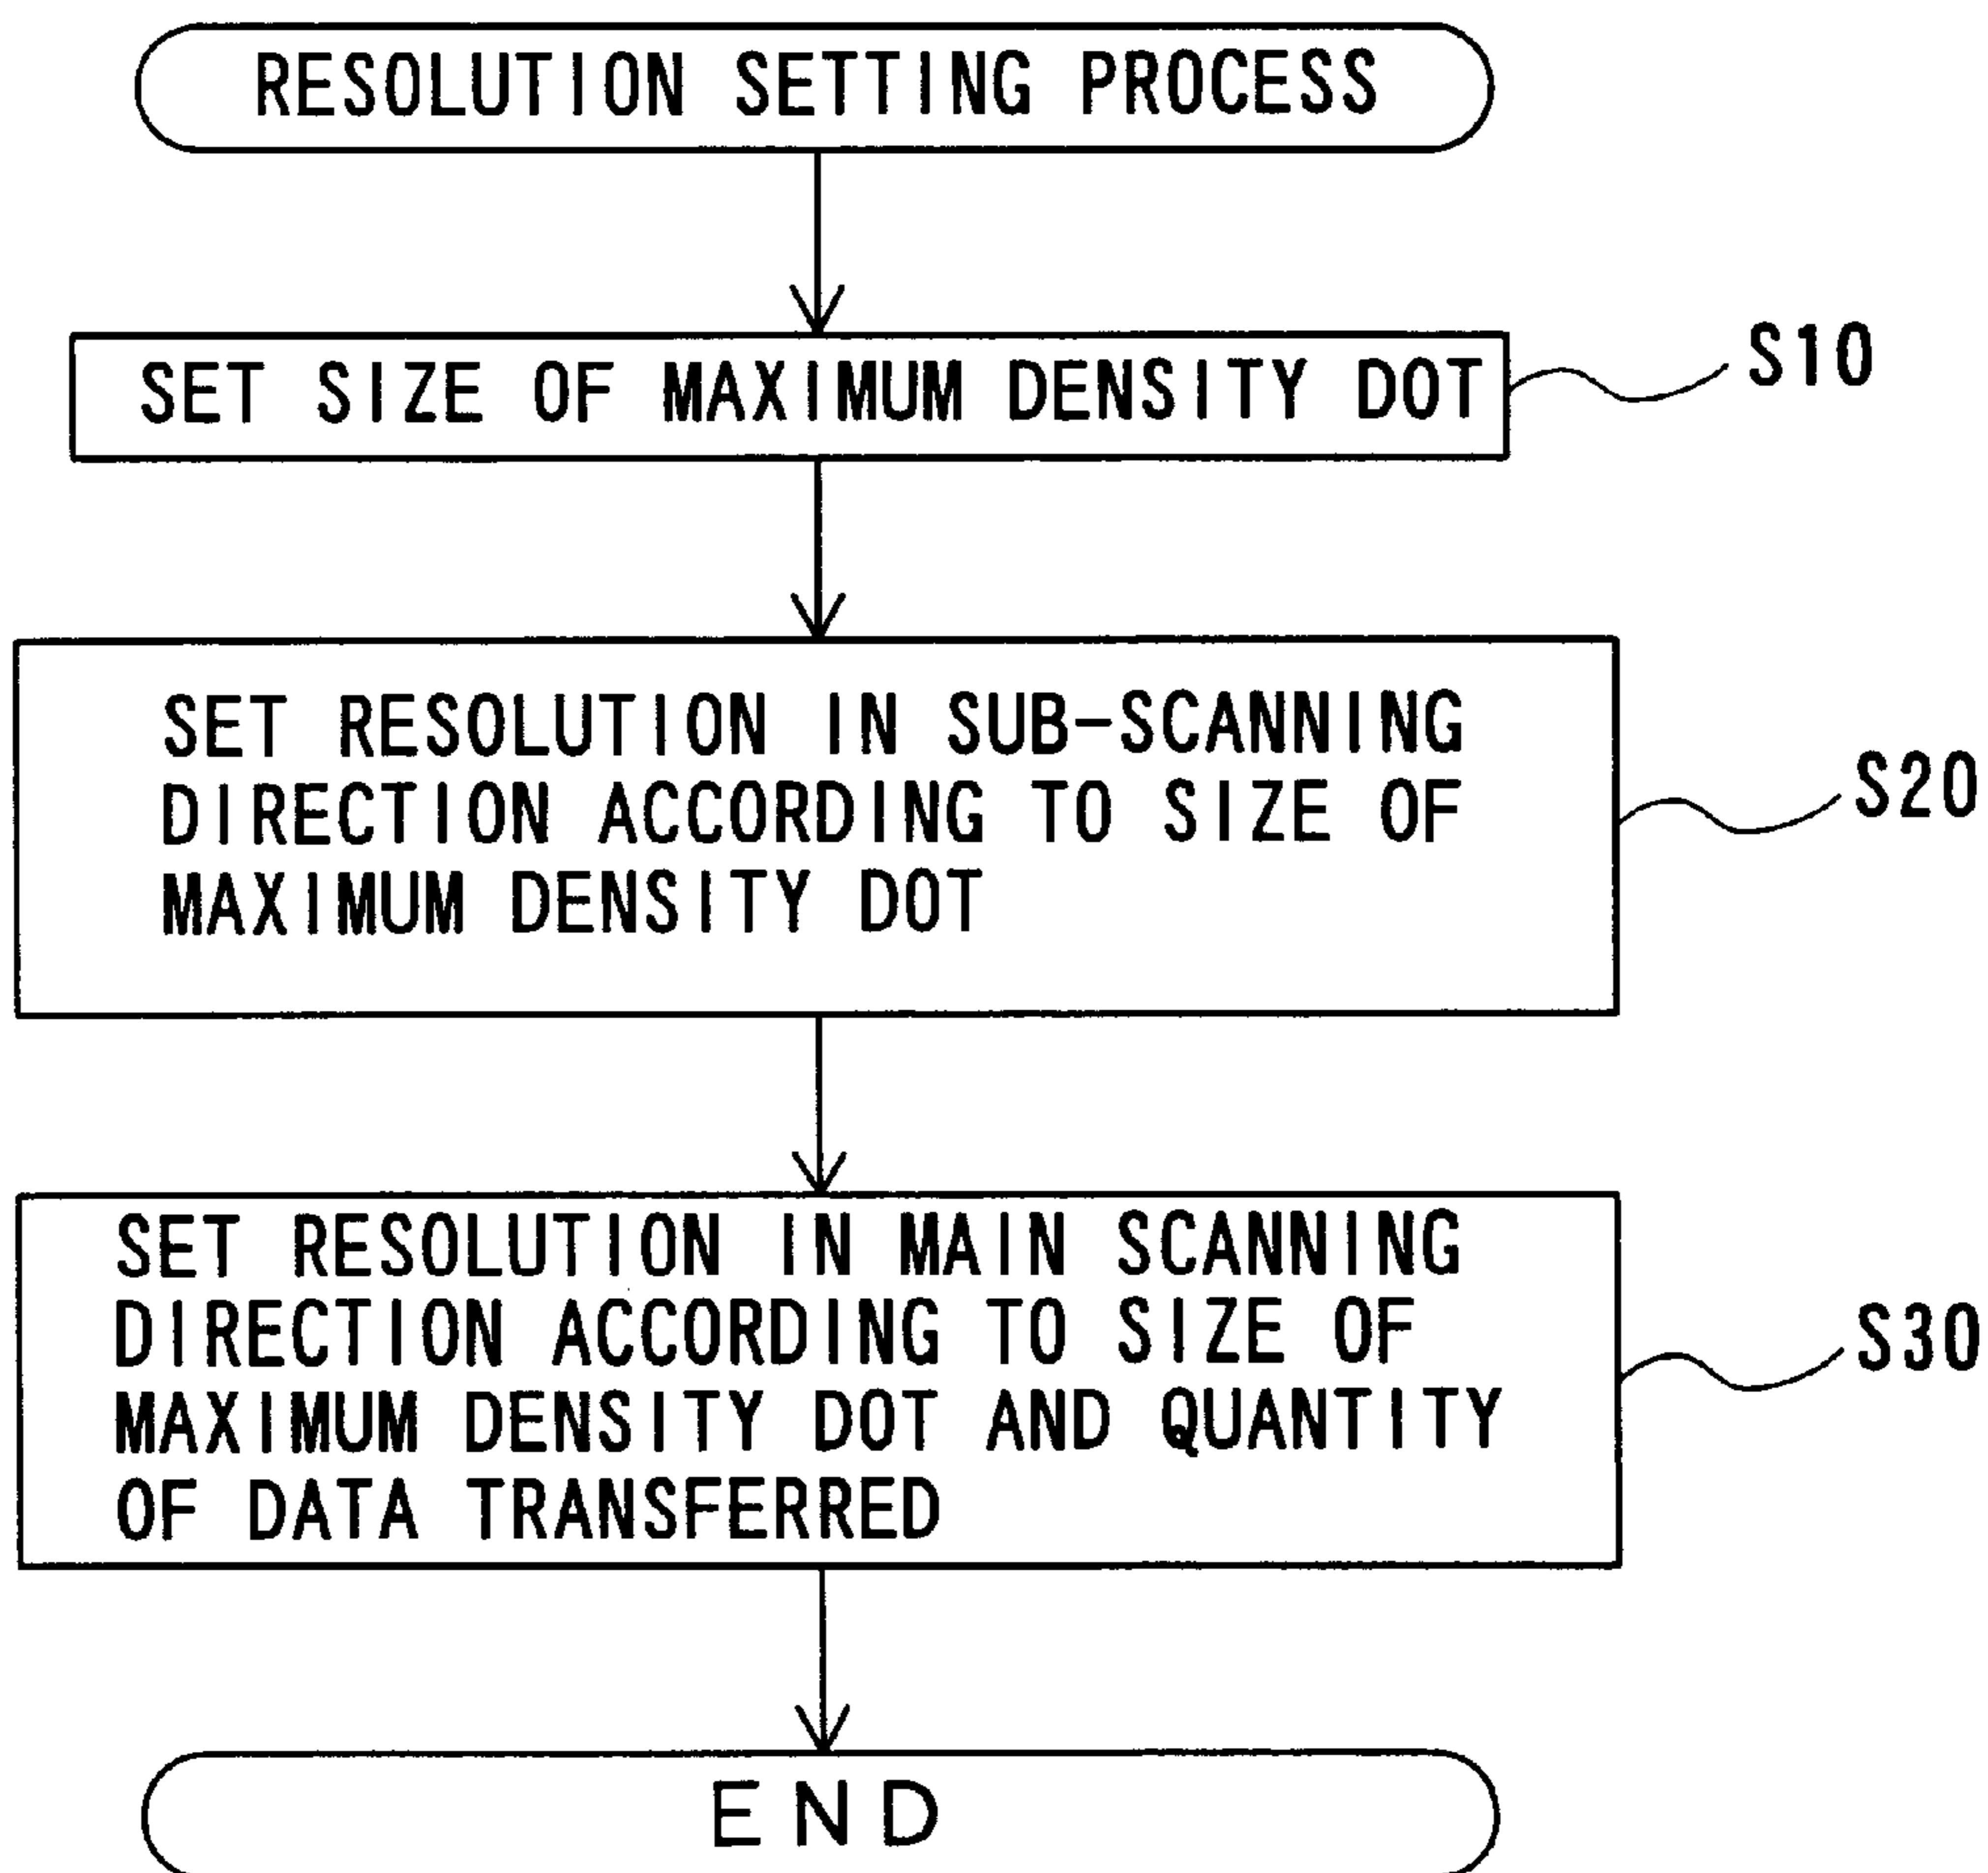 RESOLUTION SETTING PROCESS
SET SIZE OF MAXIMUM DENSITY DOT
S10
SET RESOLUTION IN SUB-SCANNING
DIRECTION ACCORDING TO SIZE OF
MAXIMUM DENSITY DOT
S20
SET RESOLUTION IN MAIN SCANNING
DIRECTION ACCORDING TO SIZE OF
MAXIMUM DENSITY DOT AND QUANTITY
OF DATA TRANSFERRED
S30
END